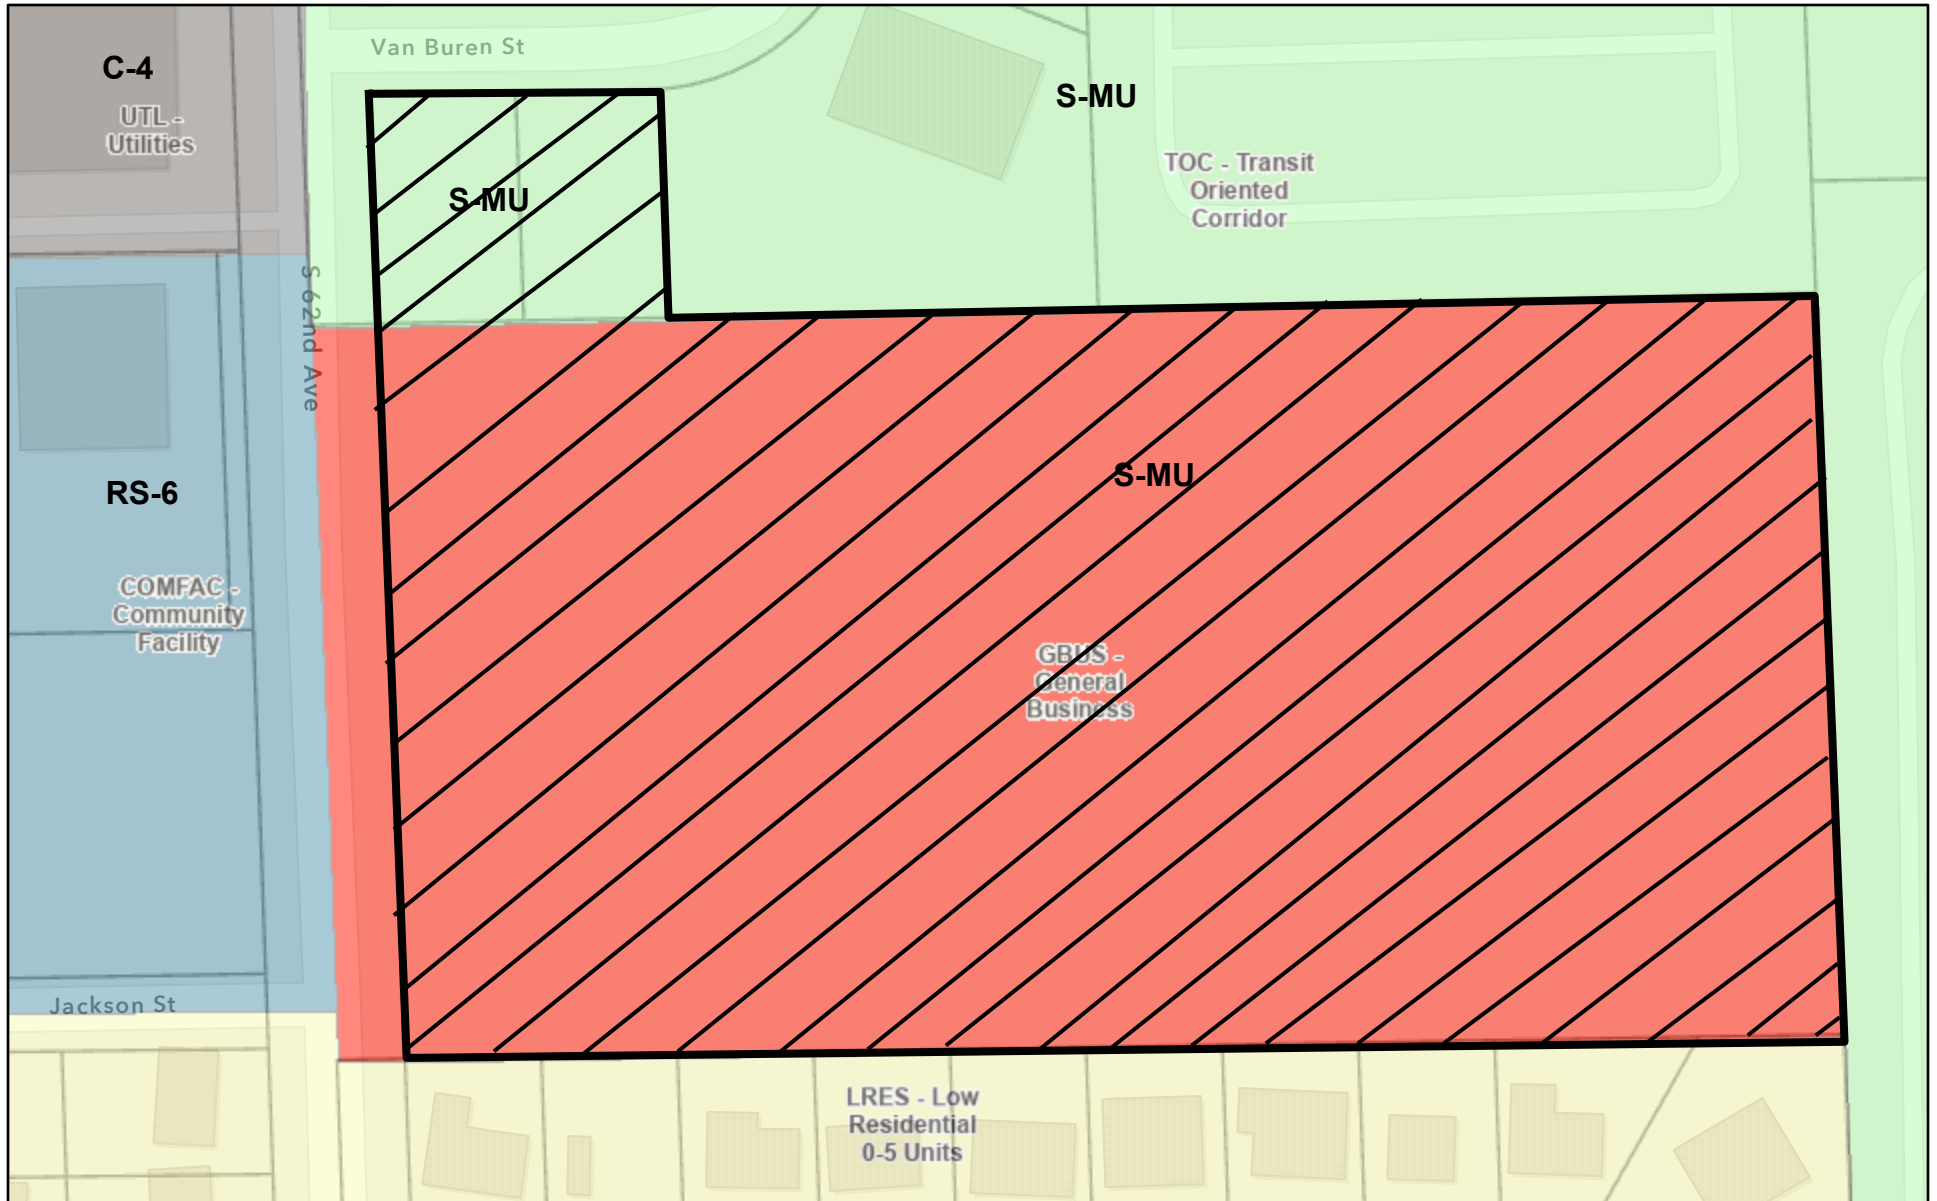 Van Buren St
C-4
S-MU
UTL -
Utilities
TOC - Transit
Oriented
Corridor
S-MU
S 62nd Ave
S-MU
RS-6
COMFAC -
Community
Facility
GBUS -
General
Business
Jackson St
LRES - Low
Residential
0-5 Units